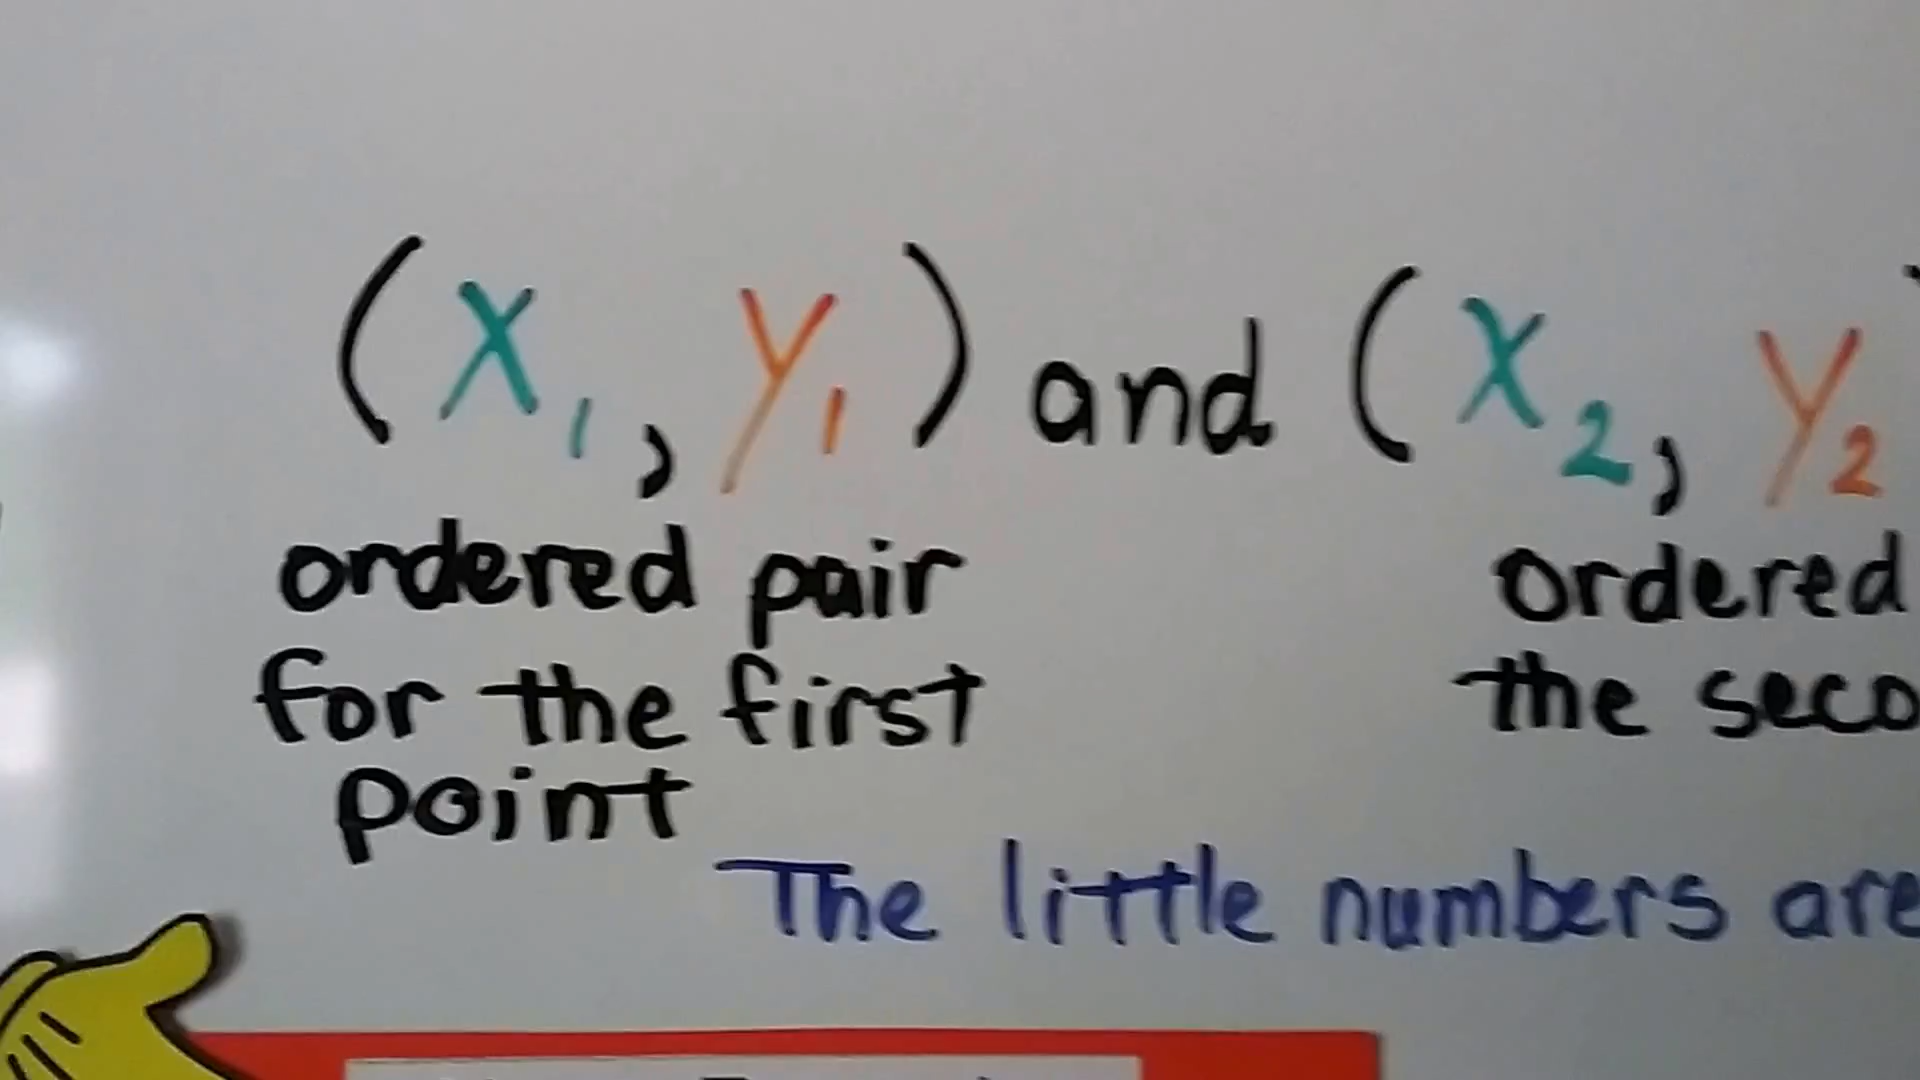 (x₁, y₁) and (x₂, y₂
ordered pair
for the first
point
ordered
the seco
The little numbers are